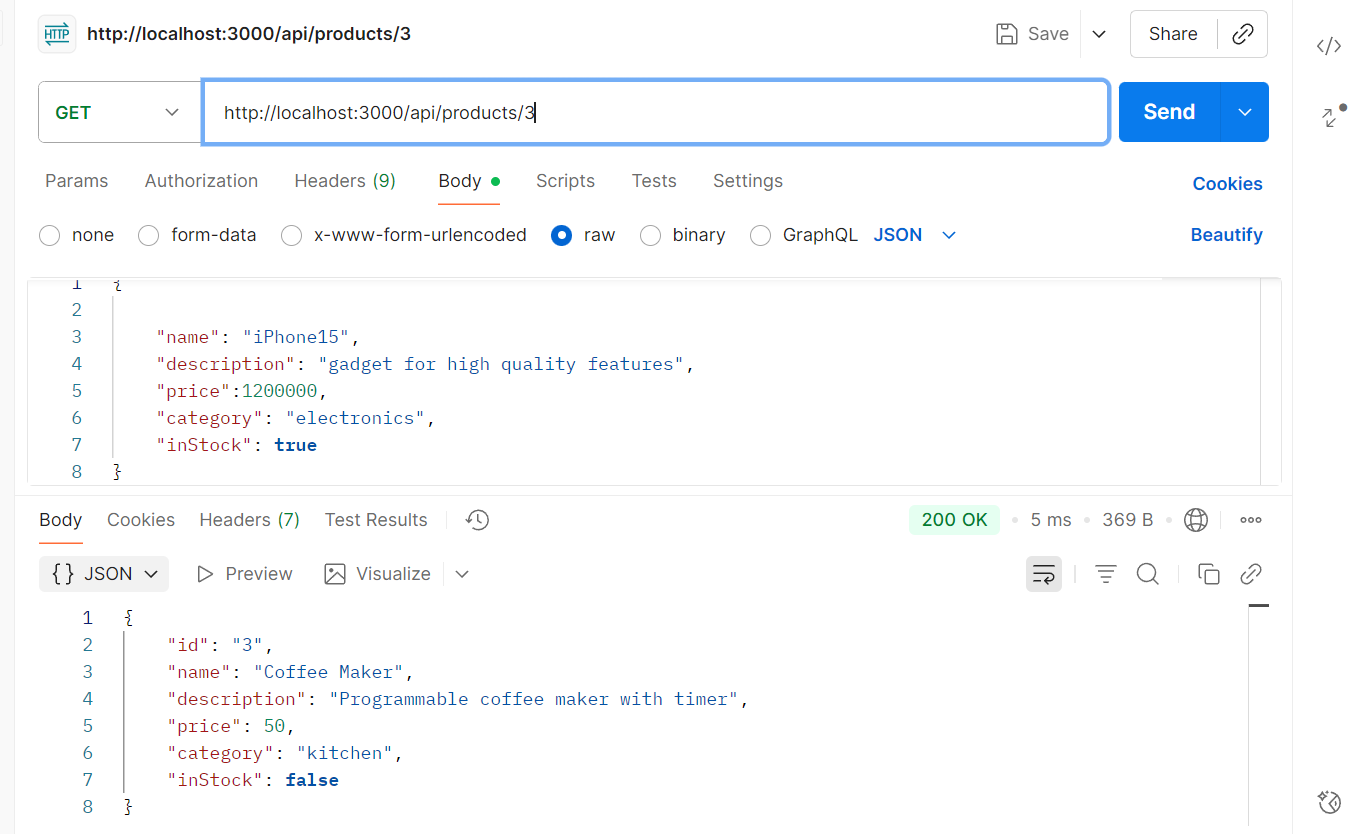 HTTP http://localhost:3000/api/products/3 Save Share
GET http://localhost:3000/api/products/3 Send
Params Authorization Headers (9) Body Scripts Tests Settings Cookies
none form-data x-www-form-urlencoded raw binary GraphQL JSON Beautify
1 {
2
3 "name": "iPhone15",
4 "description": "gadget for high quality features",
5 "price":1200000,
6 "category": "electronics",
7 "inStock": true
8 }
Body Cookies Headers (7) Test Results 200 OK 5 ms 369 B
{} JSON Preview Visualize
1 {
2 "id": "3",
3 "name": "Coffee Maker",
4 "description": "Programmable coffee maker with timer",
5 "price": 50,
6 "category": "kitchen",
7 "inStock": false
8 }